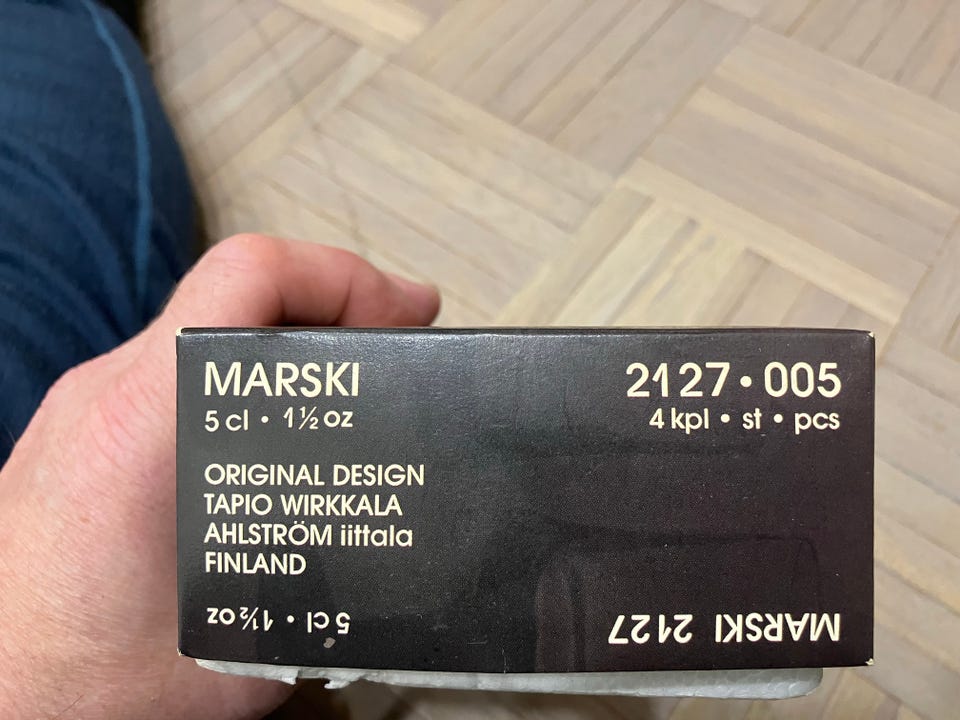 MARSKI
5 cl • 1½ oz
2127 • 005
4 kpl • st • pcs
ORIGINAL DESIGN
TAPIO WIRKKALA
AHLSTRÖM iittala
FINLAND
MARSKI 2127
5 cl • 1½ oz